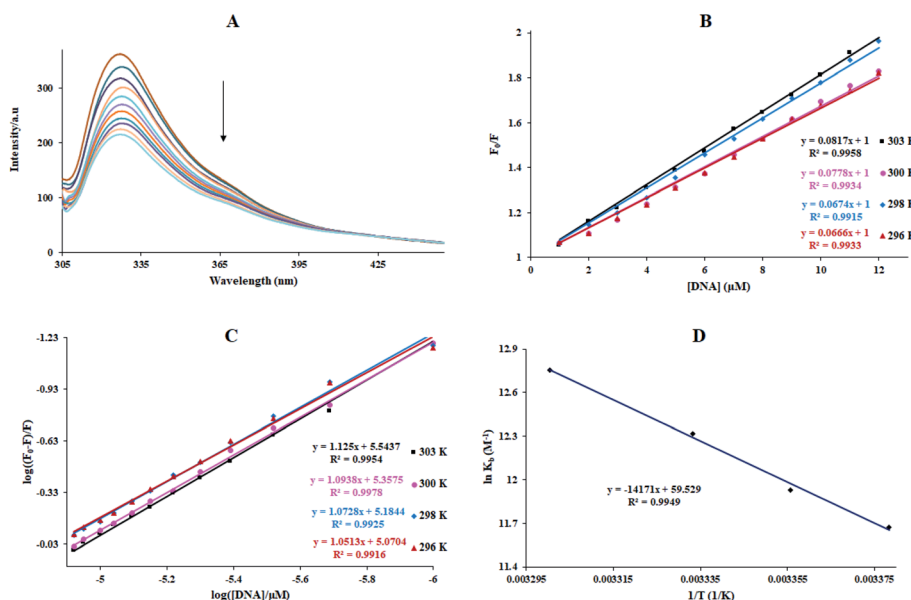 A
Intensity/a.u
300
200
100
0
305
335
365
395
425
Wavelength (nm)
B
F₀/F
2
1.8
1.6
1.4
1.2
1
0
2
4
6
8
10
12
[DNA] (µM)
y = 0.0817x + 1
R² = 0.9958
303 K
y = 0.0778x + 1
R² = 0.9934
300 K
y = 0.0674x + 1
R² = 0.9915
298 K
y = 0.0666x + 1
R² = 0.9933
296 K
C
log((F₀-F)/F)
-1.23
-0.93
-0.63
-0.33
-0.03
-5
-5.2
-5.4
-5.6
-5.8
-6
log([DNA]/µM)
y = 1.125x + 5.5437
R² = 0.9954
303 K
y = 1.0938x + 5.3575
R² = 0.9978
300 K
y = 1.0728x + 5.1844
R² = 0.9925
298 K
y = 1.0513x + 5.0704
R² = 0.9916
296 K
D
ln K_b (M⁻¹)
12.9
12.6
12.3
12
11.7
11.4
0.003295
0.003315
0.003335
0.003355
0.003375
1/T (1/K)
y = -14171x + 59.529
R² = 0.9949